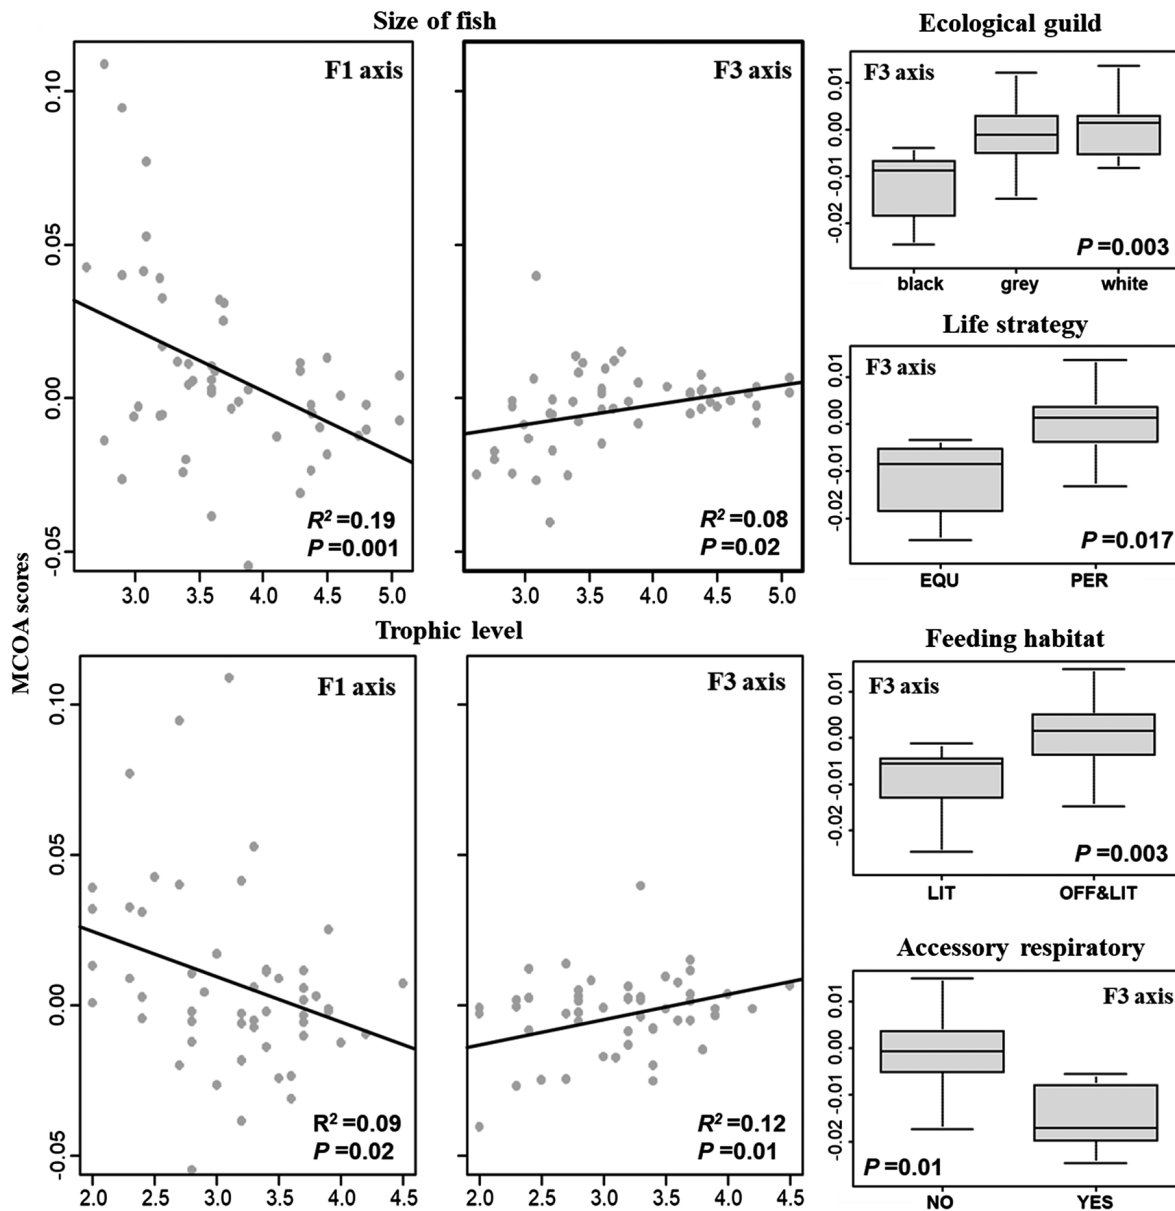 Size of fish
F1 axis
0.10
0.05
0.00
-0.05
R² =0.19
P =0.001
3.0 3.5 4.0 4.5 5.0
F3 axis
R² =0.08
P =0.02
3.0 3.5 4.0 4.5 5.0
MCOA scores
Trophic level
F1 axis
0.10
0.05
0.00
-0.05
R² =0.09
P =0.02
2.0 2.5 3.0 3.5 4.0 4.5
F3 axis
R² =0.12
P =0.01
2.0 2.5 3.0 3.5 4.0 4.5
Ecological guild
F3 axis
0.01
0.00
-0.01
-0.02
P =0.003
black grey white
Life strategy
F3 axis
0.01
0.00
-0.01
-0.02
P =0.017
EQU PER
Feeding habitat
F3 axis
0.01
0.00
-0.01
-0.02
P =0.003
LIT OFF&LIT
Accessory respiratory
F3 axis
0.01
0.00
-0.01
-0.02
P =0.01
NO YES